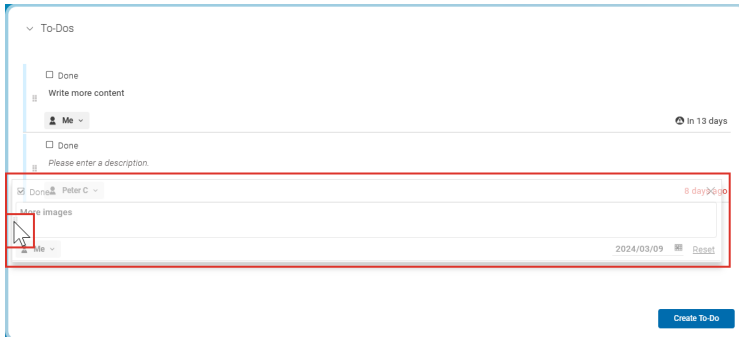 To-Dos
Done
Write more content
Me
In 13 days
Done
Please enter a description.
Peter C
8 days ago
Done
More images
Me
2024/03/09
Reset
Create To-Do